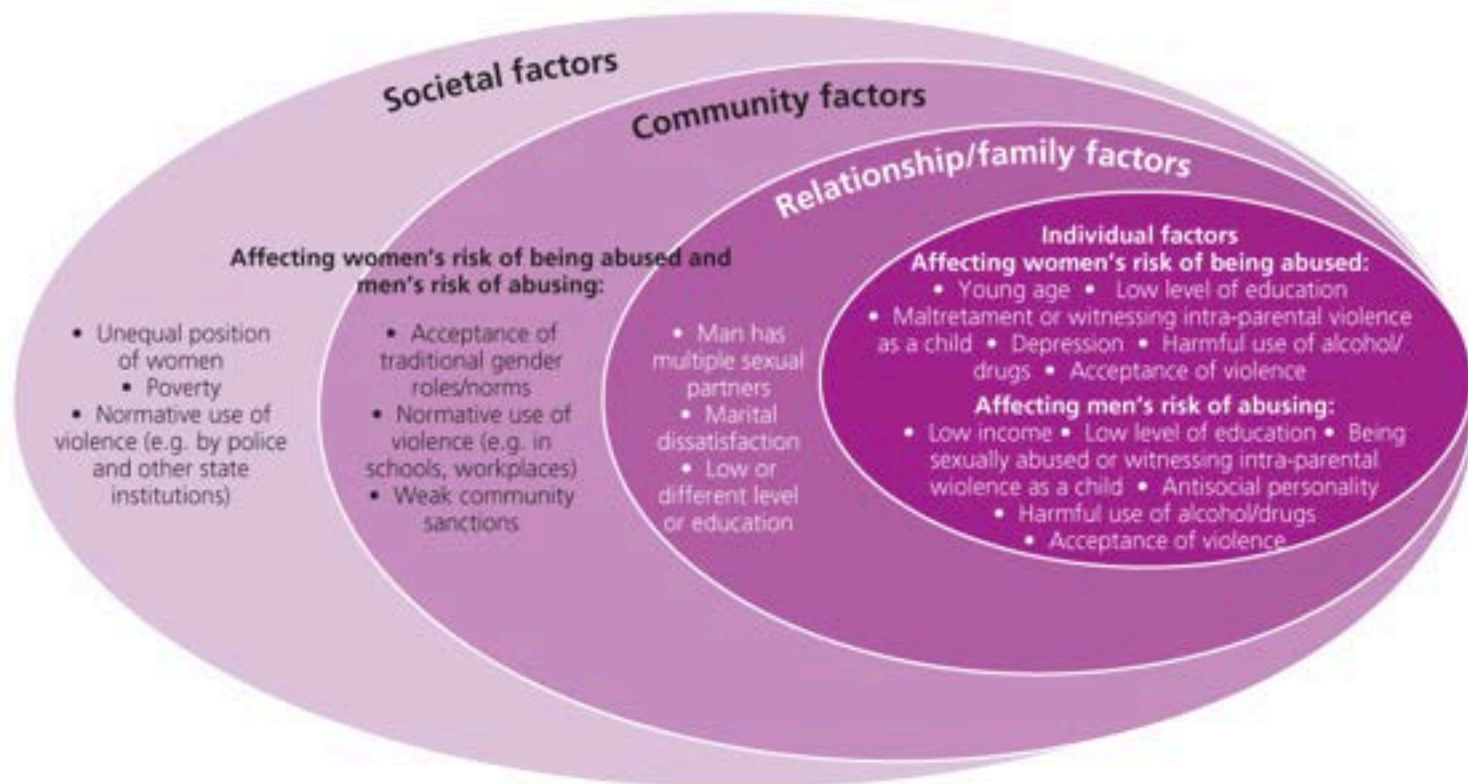 Societal factors
Community factors
Relationship/family factors
Affecting women's risk of being abused and
men's risk of abusing:
• Unequal position
of women
• Poverty
• Normative use of
violence (e.g. by police
and other state
institutions)
• Acceptance of
traditional gender
roles/norms
• Normative use of
violence (e.g. in
schools, workplaces)
• Weak community
sanctions
• Man has
multiple sexual
partners
• Marital
dissatisfaction
• Low or
different level
or education
Individual factors
Affecting women's risk of being abused:
• Young age • Low level of education
• Maltretament or witnessing intra-parental violence
as a child • Depression • Harmful use of alcohol/
drugs • Acceptance of violence
Affecting men's risk of abusing:
• Low income • Low level of education • Being
sexually abused or witnessing intra-parental
wiolence as a child • Antisocial personality
• Harmful use of alcohol/drugs
• Acceptance of violence